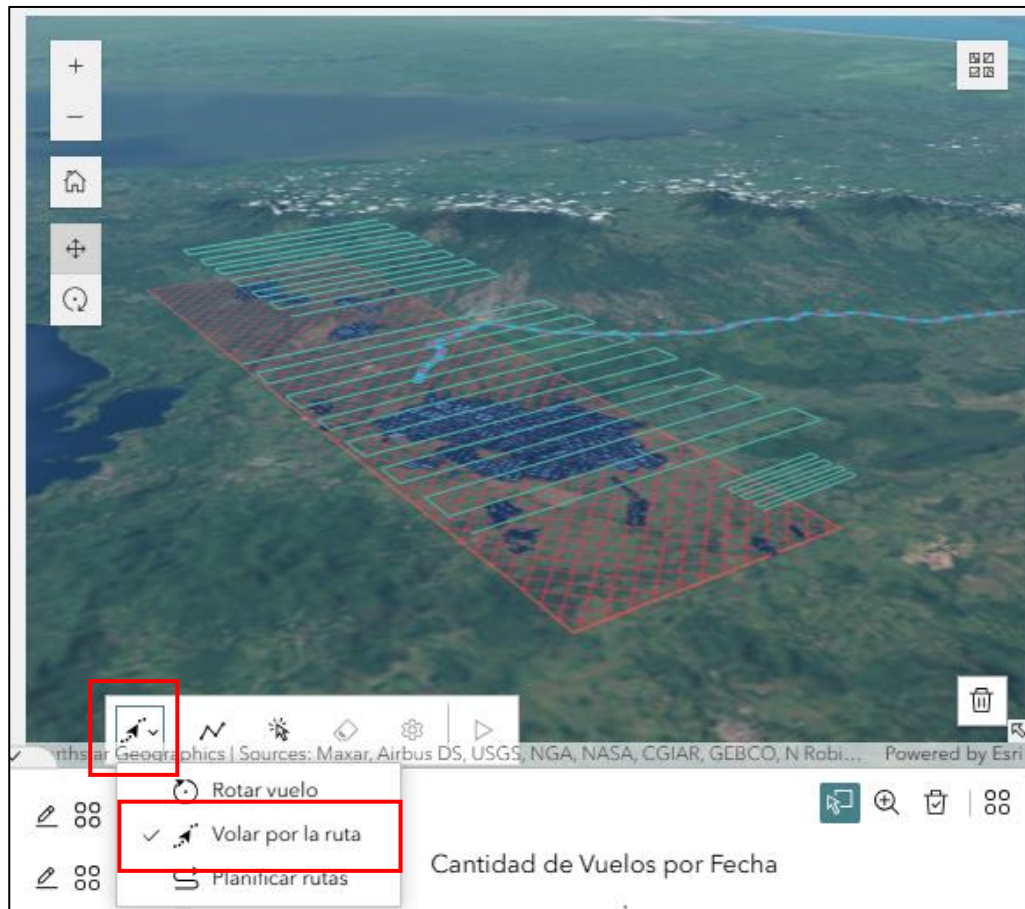 Geographics | Sources: Maxar, Airbus DS, USGS, NGA, NASA, CGIAR, GEBCO, N Robi... Powered by Esri
Rotar vuelo
Volar por la ruta
Planificar rutas
Cantidad de Vuelos por Fecha